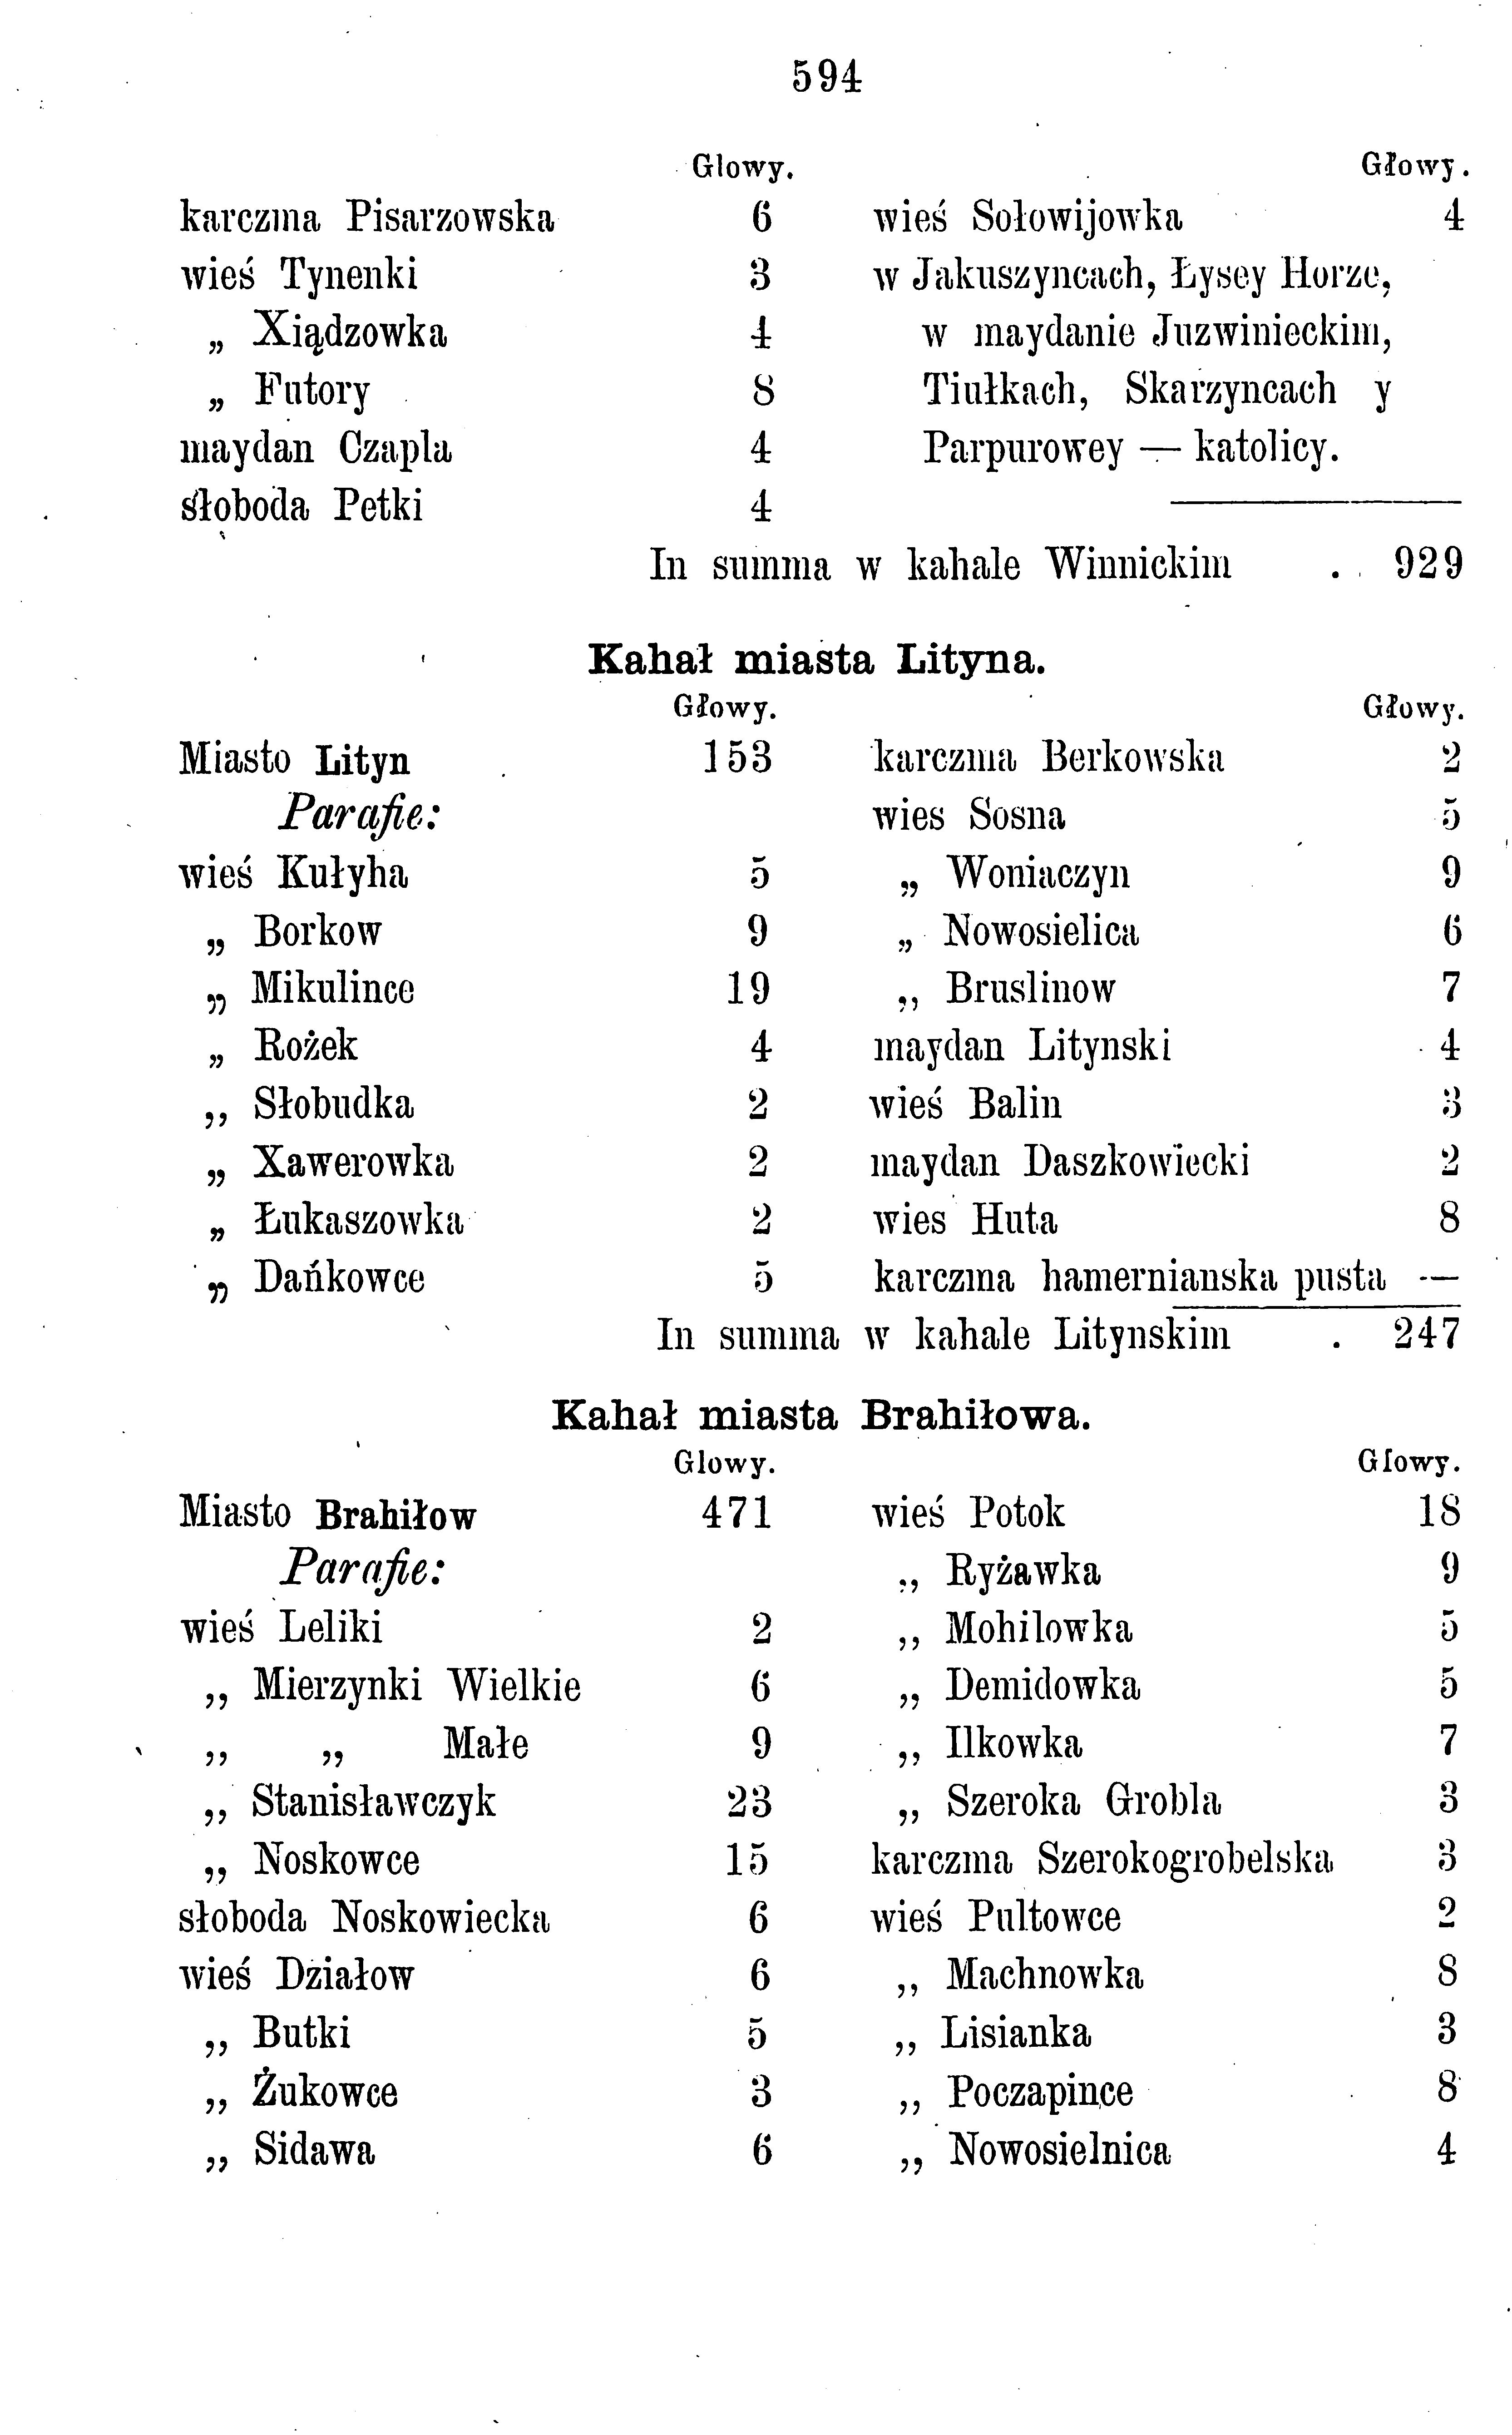 594
Glowy.
karczma Pisarzowska 6
wieś Tynenki 3
„ Xiądzowka 4
„ Futory 8
maydan Czapla 4
słoboda Petki 4
Głowy.
wieś Sołowijowka 4
w Jakuszyncach, Łysey Horze,
w maydanie Juzwinieckim,
Tiułkach, Skarzyncach y
Parpurowey — katolicy.
In summa w kahale Winnickim . 929
Kahał miasta Lityna.
Głowy.
Miasto Lityn 153
Parafie:
wieś Kułyha 5
„ Borkow 9
„ Mikulince 19
„ Rożek 4
,, Słobudka 2
„ Xawerowka 2
„ Łukaszowka 2
„ Dańkowce 5
Głowy.
karczma Berkowska 2
wies Sosna 5
„ Woniaczyn 9
„ Nowosielica 6
,, Bruslinow 7
maydan Litynski 4
wieś Balin 3
maydan Daszkowiecki 2
wies Huta 8
karczma hamernianska pusta —
In summa w kahale Litynskim . 247
Kahał miasta Brahiłowa.
Glowy.
Miasto Brahiłow 471
Parafie:
wieś Leliki 2
,, Mierzynki Wielkie 6
,, ,, Małe 9
,, Stanisławczyk 23
,, Noskowce 15
słoboda Noskowiecka 6
wieś Działow 6
,, Butki 5
,, Żukowce 3
,, Sidawa 6
Głowy.
wieś Potok 18
,, Ryżawka 9
,, Mohilowka 5
,, Demidowka 5
,, Ilkowka 7
,, Szeroka Grobla 3
karczma Szerokogrobelska 3
wieś Pultowce 2
,, Machnowka 8
,, Lisianka 3
,, Poczapince 8
,, Nowosielnica 4